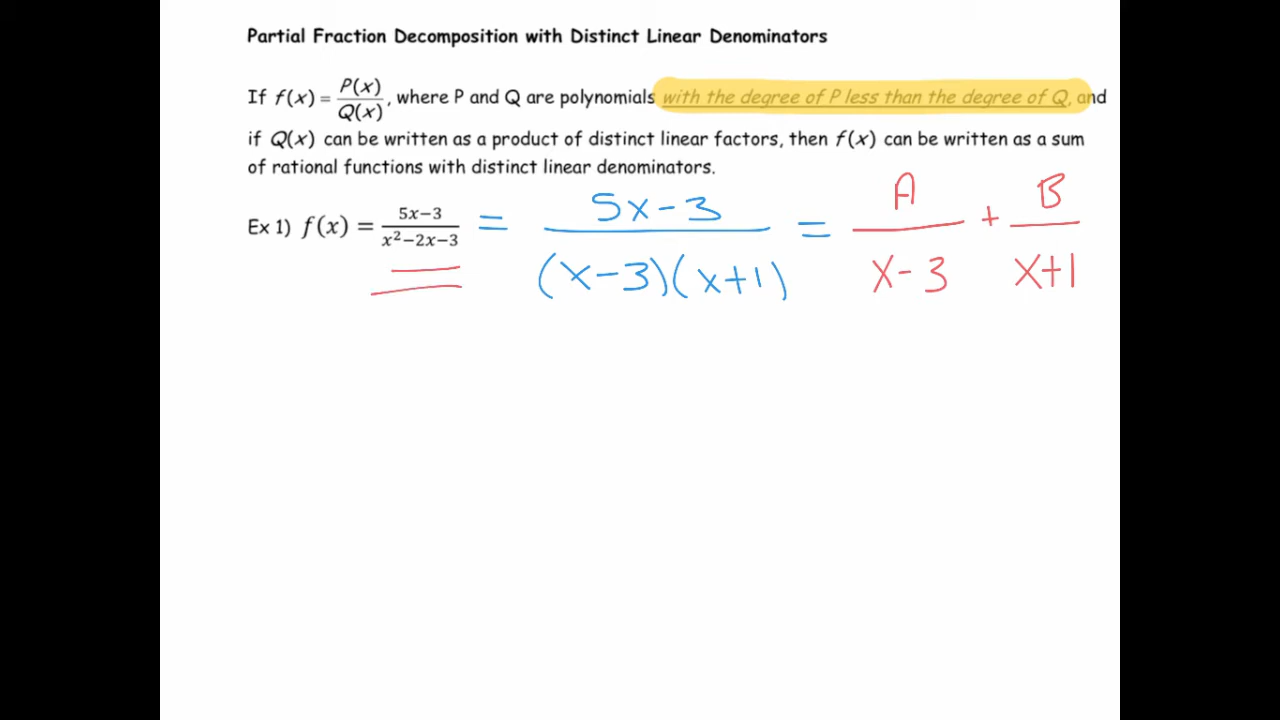 Partial Fraction Decomposition with Distinct Linear Denominators
If f(x) = P(x)/Q(x), where P and Q are polynomials with the degree of P less than the degree of Q, and
if Q(x) can be written as a product of distinct linear factors, then f(x) can be written as a sum
of rational functions with distinct linear denominators.
Ex 1) f(x) = 5x−3/x²−2x−3 = 5x-3/(x-3)(x+1) = A/x-3 + B/x+1